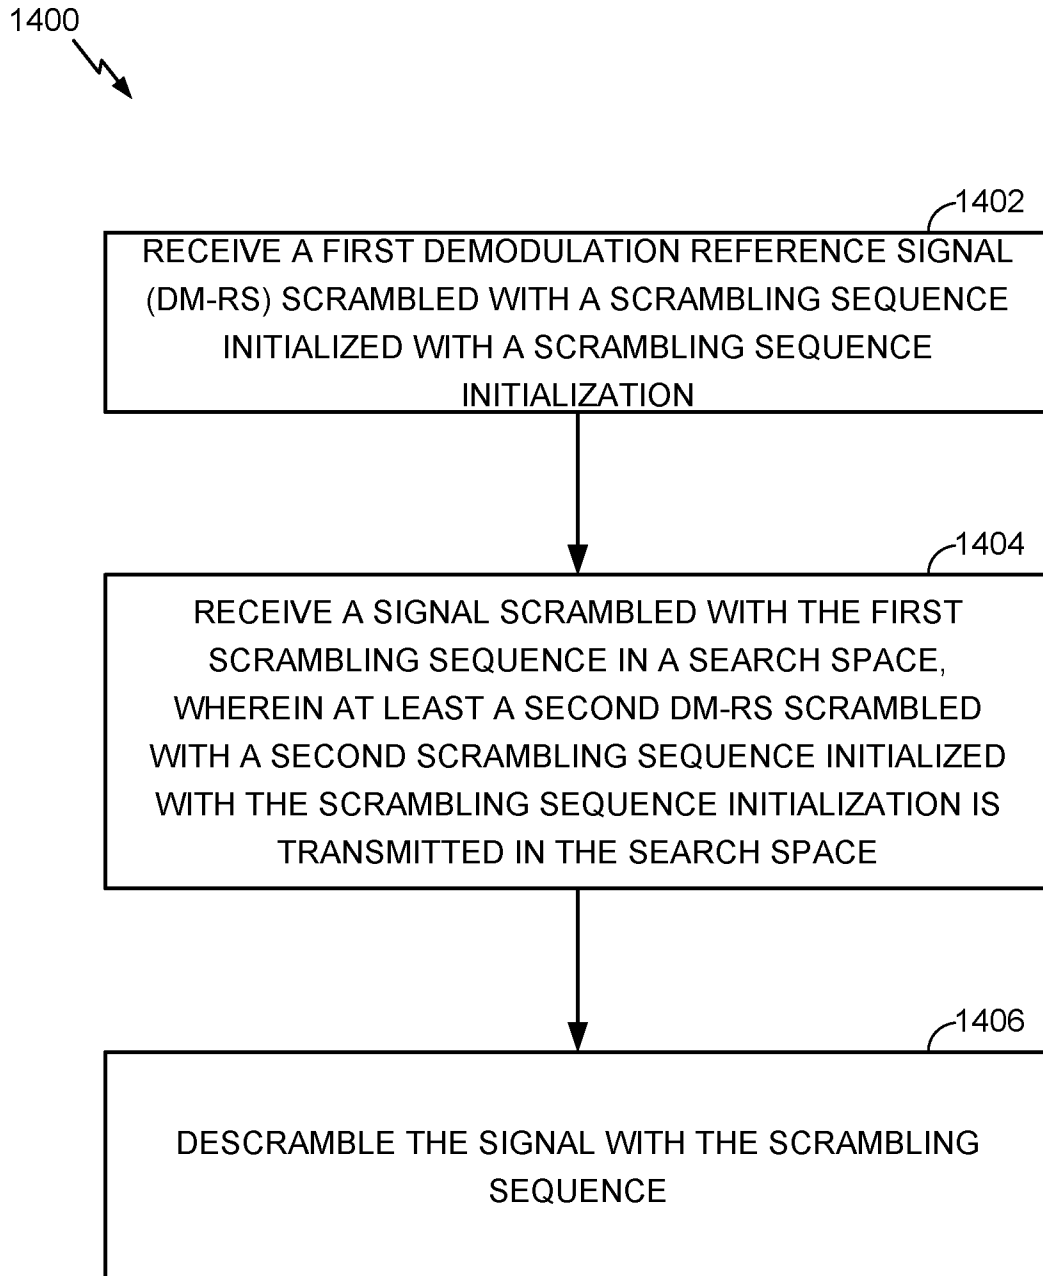 1400
1402
RECEIVE A FIRST DEMODULATION REFERENCE SIGNAL
(DM-RS) SCRAMBLED WITH A SCRAMBLING SEQUENCE
INITIALIZED WITH A SCRAMBLING SEQUENCE
INITIALIZATION
1404
RECEIVE A SIGNAL SCRAMBLED WITH THE FIRST
SCRAMBLING SEQUENCE IN A SEARCH SPACE,
WHEREIN AT LEAST A SECOND DM-RS SCRAMBLED
WITH A SECOND SCRAMBLING SEQUENCE INITIALIZED
WITH THE SCRAMBLING SEQUENCE INITIALIZATION IS
TRANSMITTED IN THE SEARCH SPACE
1406
DESCRAMBLE THE SIGNAL WITH THE SCRAMBLING
SEQUENCE